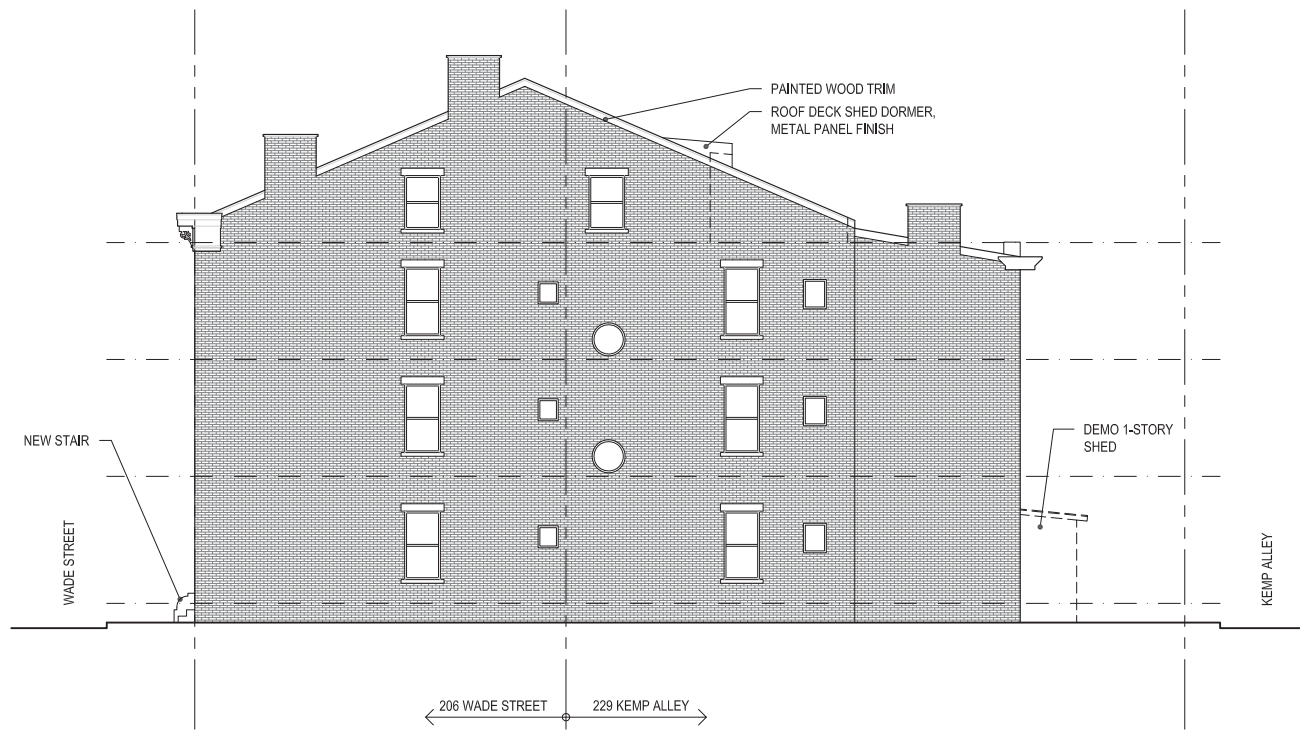 PAINTED WOOD TRIM
ROOF DECK SHED DORMER,
METAL PANEL FINISH
NEW STAIR
DEMO 1-STORY
SHED
WADE STREET
KEMP ALLEY
206 WADE STREET
229 KEMP ALLEY